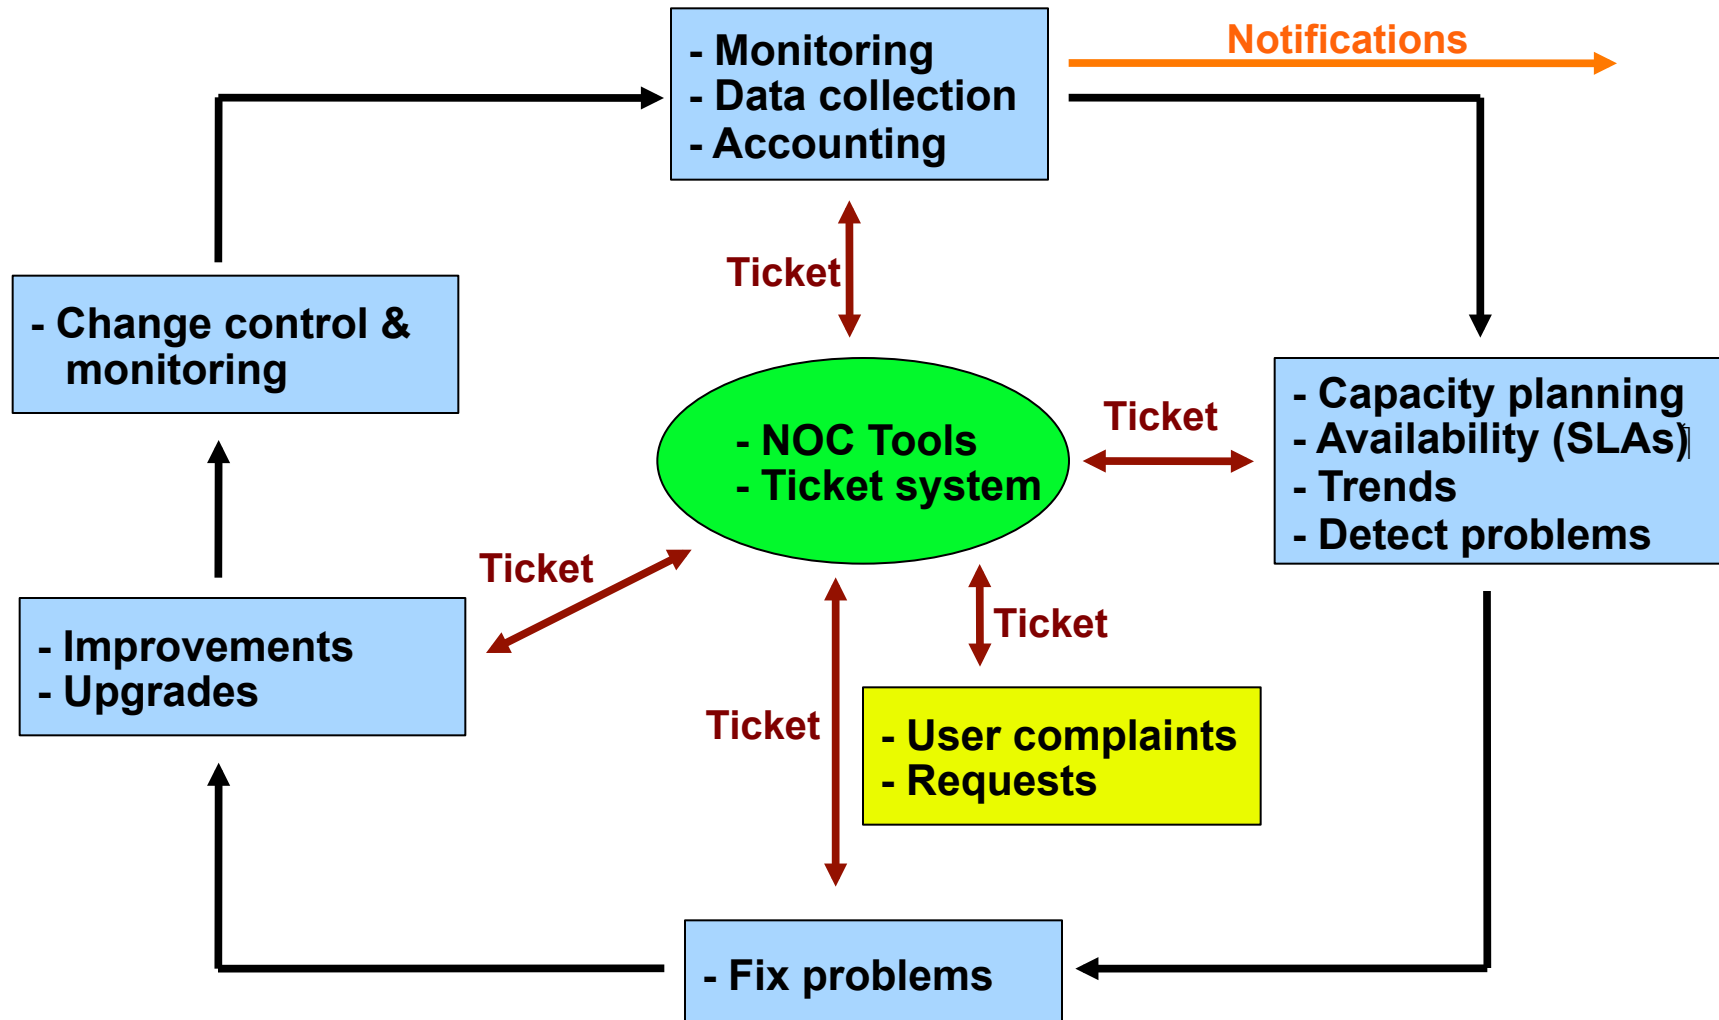 - Monitoring
- Data collection
- Accounting
Notifications
Ticket
- Change control &
monitoring
- NOC Tools
- Ticket system
Ticket
- Capacity planning
- Availability (SLAs)
- Trends
- Detect problems
Ticket
- Improvements
- Upgrades
Ticket
Ticket
- User complaints
- Requests
- Fix problems